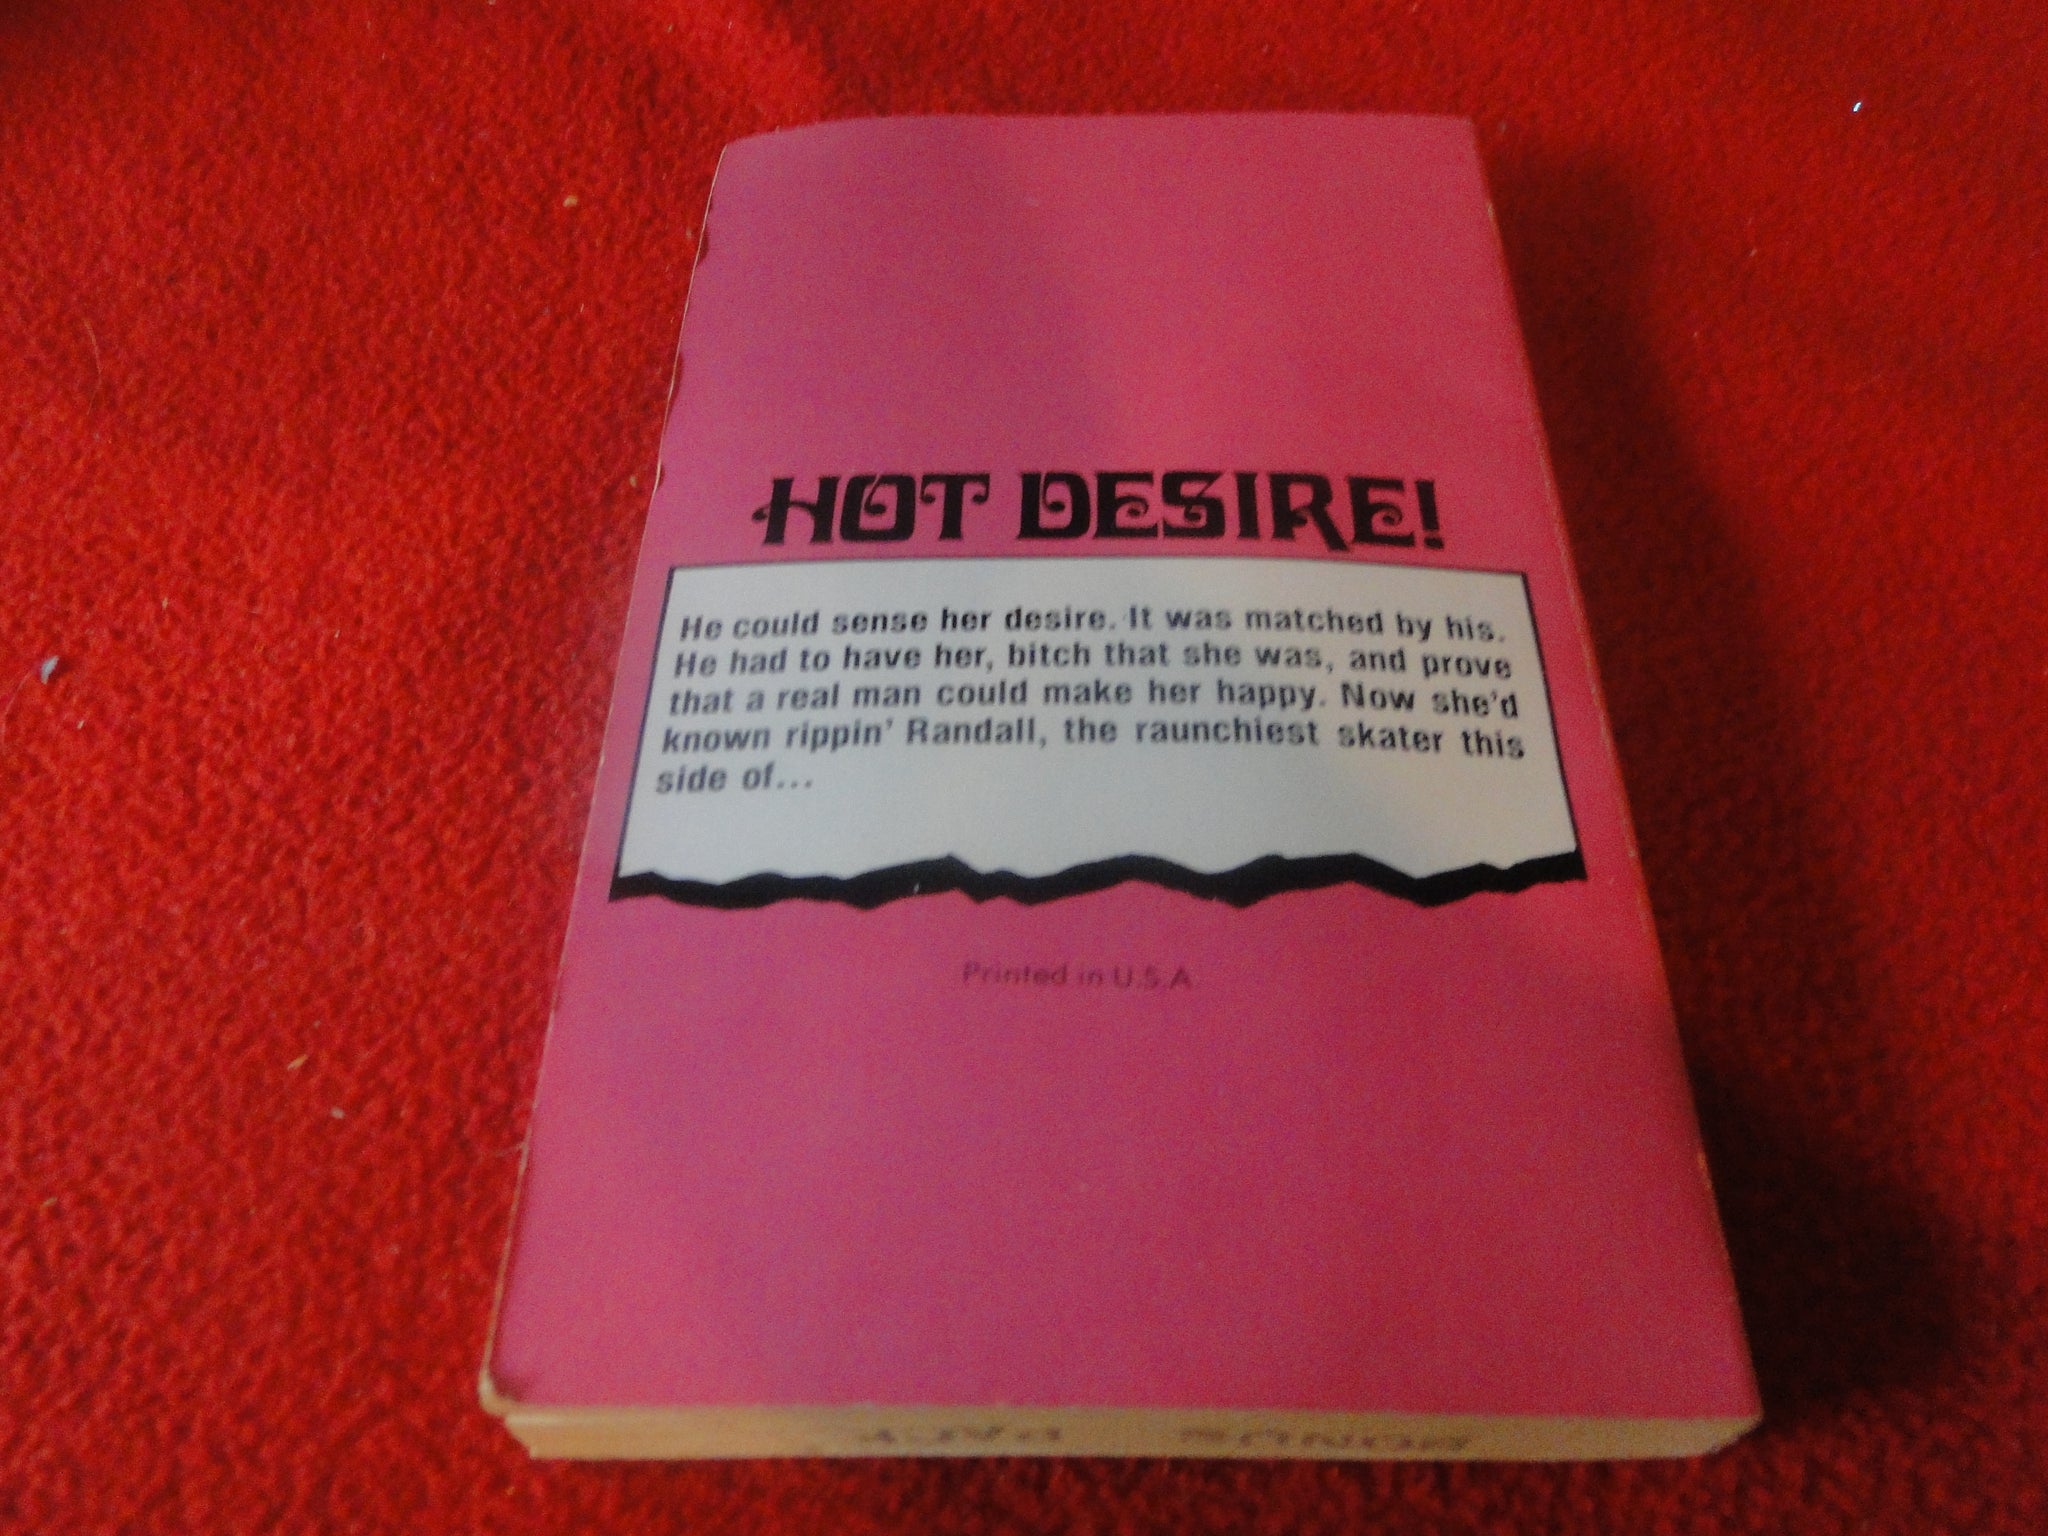 HOT DESIRE!
He could sense her desire. It was matched by his.
He had to have her, bitch that she was, and prove
that a real man could make her happy. Now she'd
known rippin' Randall, the raunchiest skater this
side of...
Printed in U.S.A